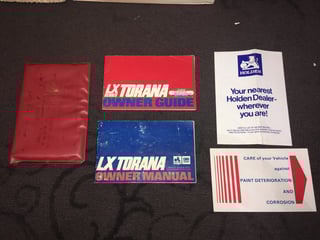 LX TORANA
OWNER GUIDE
LX TORANA
OWNER MANUAL
HOLDEN
Your nearest
Holden Dealer-
wherever
you are!
CARE of your Vehicle
against
PAINT DETERIORATION
AND
CORROSION